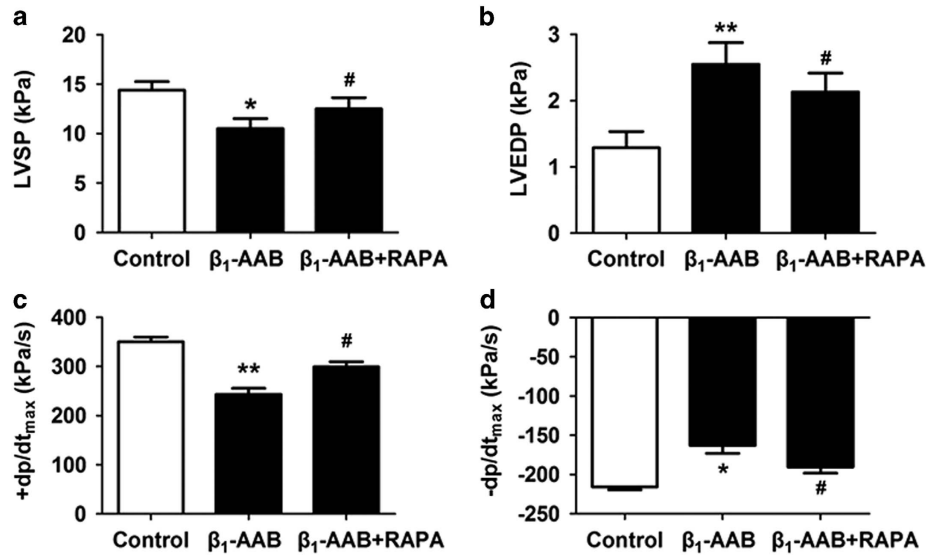 a
LVSP (kPa)
20
15
10
5
0
*
#
Control β₁-AAB β₁-AAB+RAPA
b
LVEDP (kPa)
3
2
1
0
**
#
Control β₁-AAB β₁-AAB+RAPA
c
+dp/dtmax (kPa/s)
400
300
200
100
0
**
#
Control β₁-AAB β₁-AAB+RAPA
d
-dp/dtmax (kPa/s)
0
-50
-100
-150
-200
-250
*
#
Control β₁-AAB β₁-AAB+RAPA